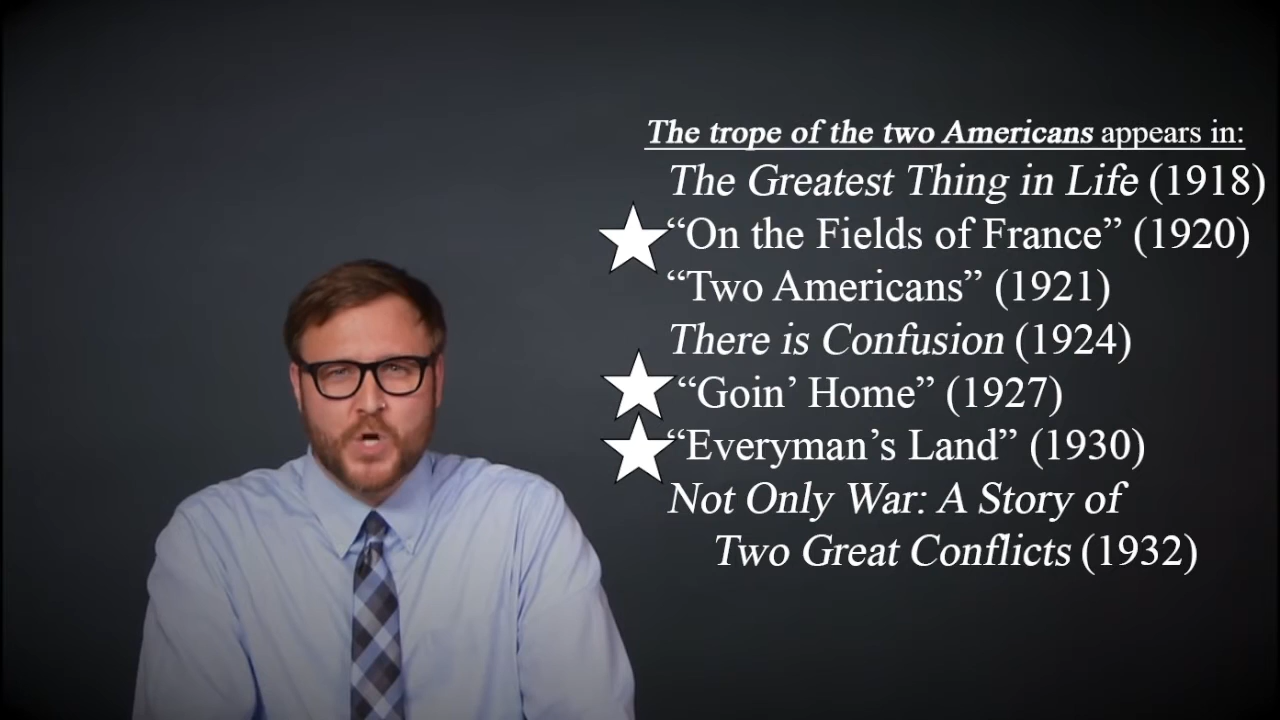 The trope of the two Americans appears in:
The Greatest Thing in Life (1918)
“On the Fields of France” (1920)
“Two Americans” (1921)
There is Confusion (1924)
“Goin’ Home” (1927)
“Everyman’s Land” (1930)
Not Only War: A Story of
Two Great Conflicts (1932)